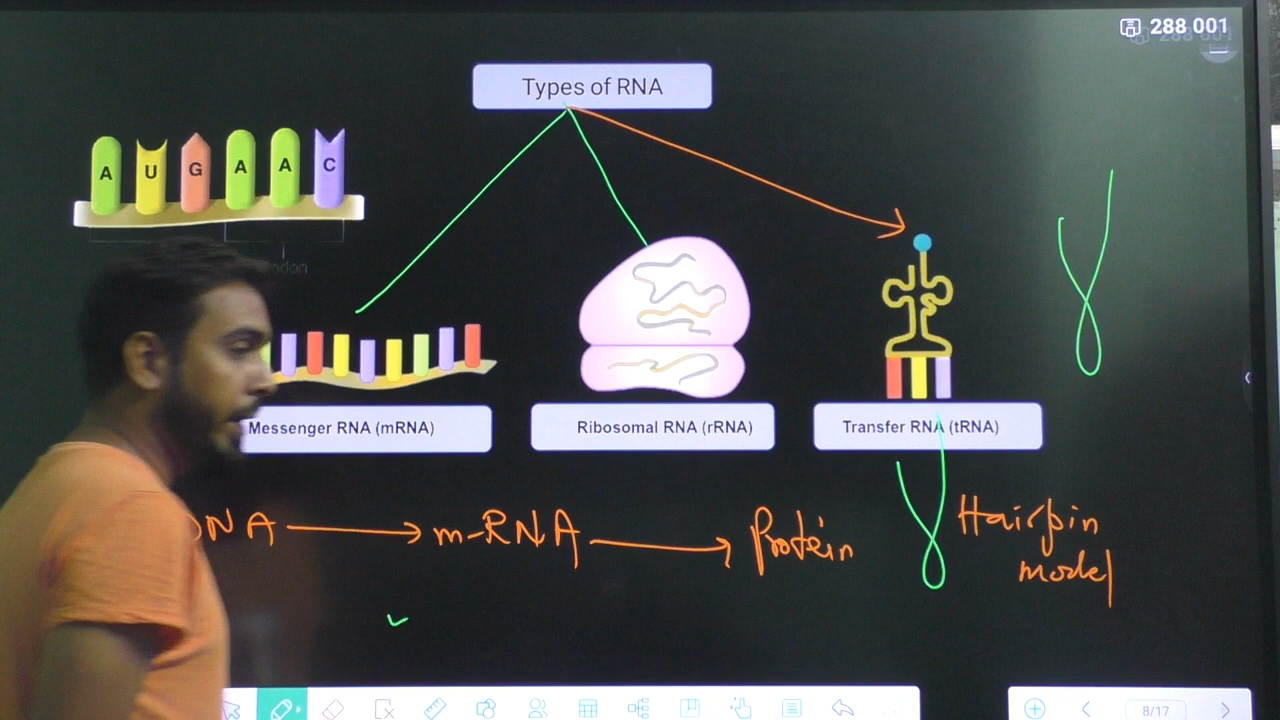 288 001
Types of RNA
A U G A A C
Messenger RNA (mRNA)
Ribosomal RNA (rRNA)
Transfer RNA (tRNA)
DNA → m-RNA → Protein
Hairpin
model
8/17